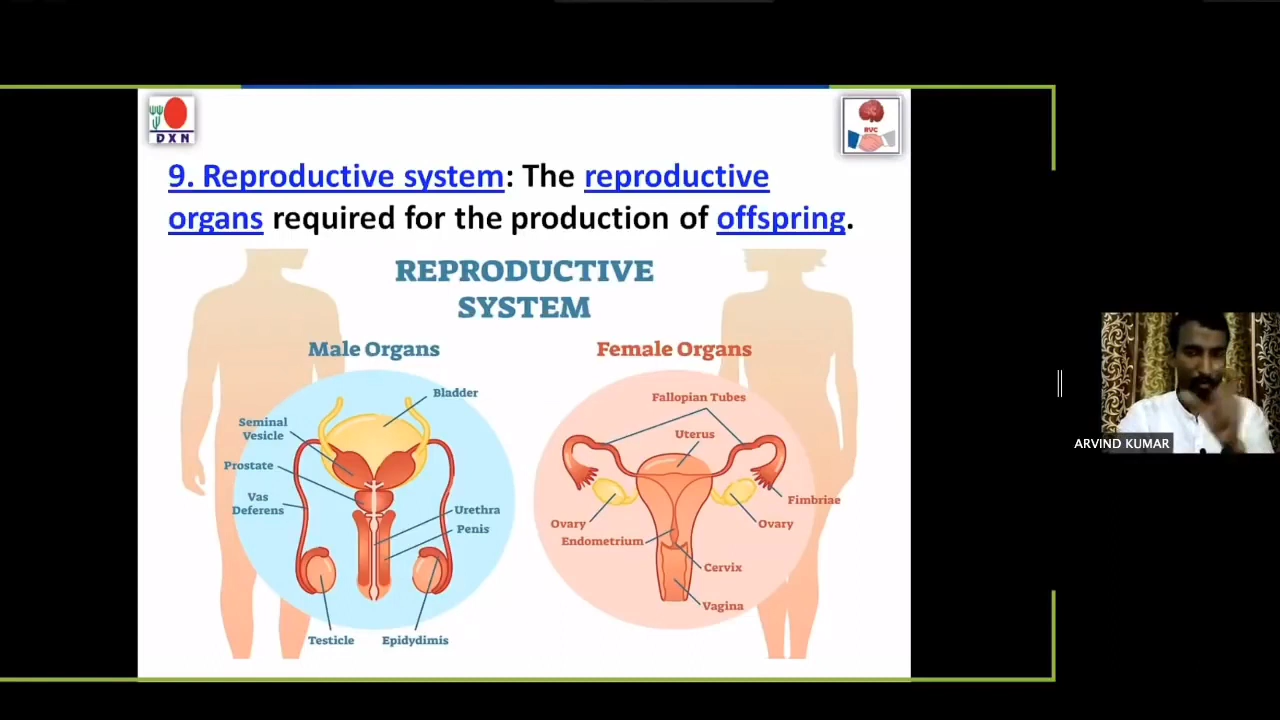 DXN
RVC
9. Reproductive system: The reproductive
organs required for the production of offspring.
REPRODUCTIVE
SYSTEM
Male Organs
Bladder
Seminal
Vesicle
Prostate
Vas
Deferens
Urethra
Penis
Testicle
Epidydimis
Female Organs
Fallopian Tubes
Uterus
Fimbriae
Ovary
Ovary
Endometrium
Cervix
Vagina
ARVIND KUMAR